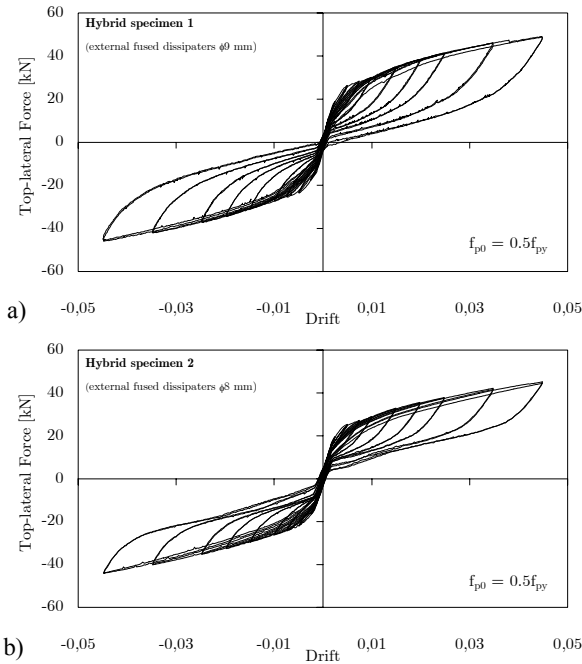 Hybrid specimen 1
(external fused dissipaters ϕ9 mm)
Top-lateral Force [kN]
60
40
20
0
-20
-40
-60
f_p0 = 0.5f_py
a)
-0,05 -0,03 -0,01 0,01 0,03 0,05
Drift
Hybrid specimen 2
(external fused dissipaters ϕ8 mm)
Top-lateral Force [kN]
60
40
20
0
-20
-40
-60
f_p0 = 0.5f_py
b)
-0,05 -0,03 -0,01 0,01 0,03 0,05
Drift